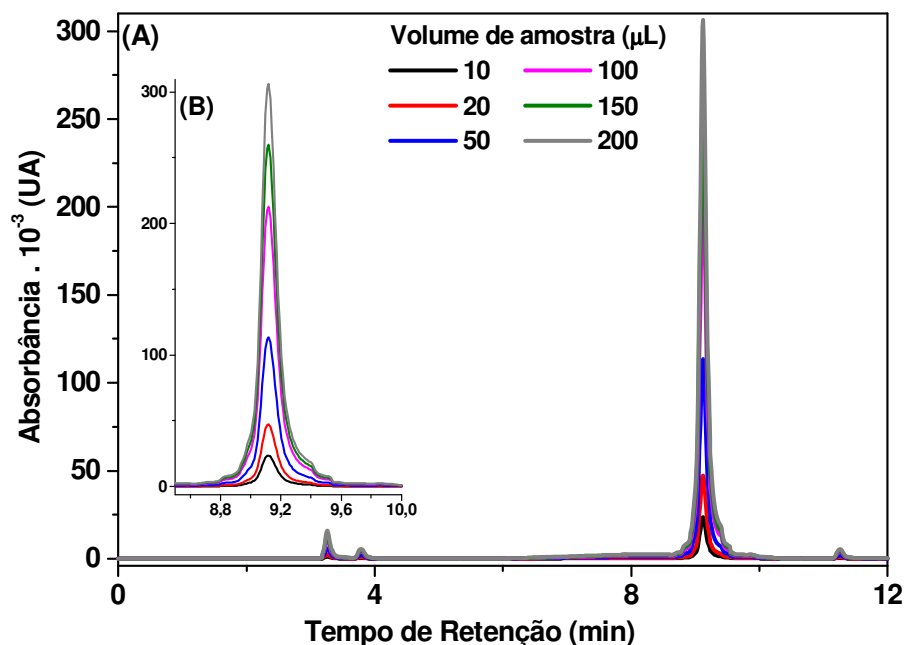 (A)
Volume de amostra (μL)
10 100
20 150
50 200
(B)
300
200
100
0
8,8 9,2 9,6 10,0
300
250
200
150
100
50
0
0 4 8 12
Absorbância . 10⁻³ (UA)
Tempo de Retenção (min)